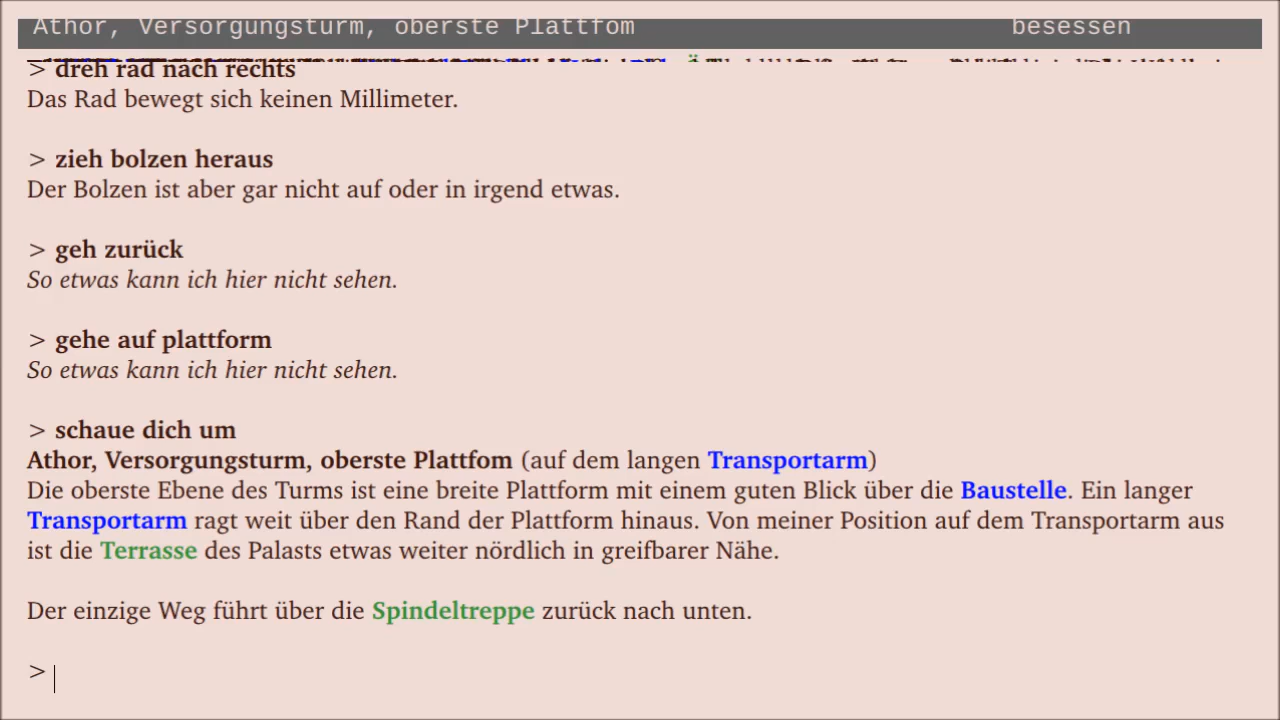 Athor, Versorgungsturm, oberste Plattfom besessen
> dreh rad nach rechts
Das Rad bewegt sich keinen Millimeter.
> zieh bolzen heraus
Der Bolzen ist aber gar nicht auf oder in irgend etwas.
> geh zurück
So etwas kann ich hier nicht sehen.
> gehe auf plattform
So etwas kann ich hier nicht sehen.
> schaue dich um
Athor, Versorgungsturm, oberste Plattfom (auf dem langen Transportarm)
Die oberste Ebene des Turms ist eine breite Plattform mit einem guten Blick über die Baustelle. Ein langer
Transportarm ragt weit über den Rand der Plattform hinaus. Von meiner Position auf dem Transportarm aus
ist die Terrasse des Palasts etwas weiter nördlich in greifbarer Nähe.
Der einzige Weg führt über die Spindeltreppe zurück nach unten.
>